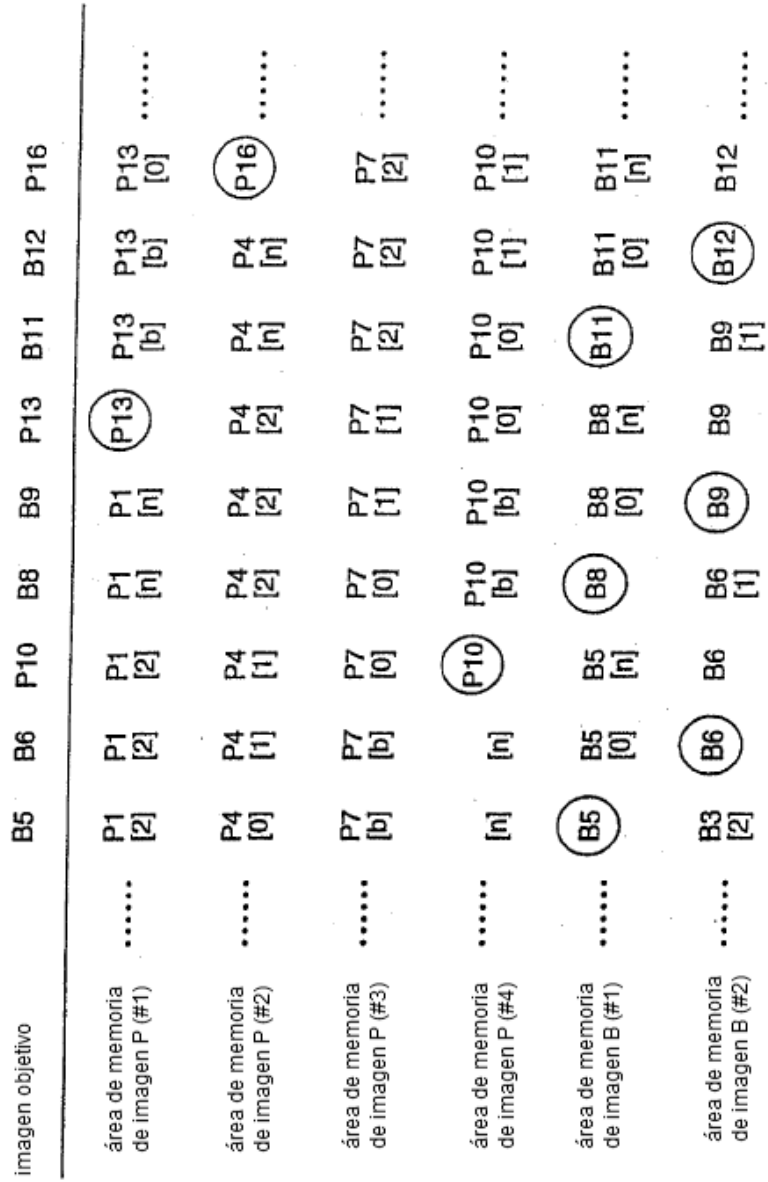 imagen objetivo B5 B6 P10 B8 B9 P13 B11 B12 P16
área de memoria
de imagen P (#1)
...... P1 P1 P1 P1 P1 P13 P13 P13 P13 ......
[2] [2] [2] [n] [n] [b] [b] [0]
área de memoria
de imagen P (#2)
...... P4 P4 P4 P4 P4 P4 P4 P4 P16 ......
[0] [1] [1] [2] [2] [2] [n] [n]
área de memoria
de imagen P (#3)
...... P7 P7 P7 P7 P7 P7 P7 P7 P7 ......
[b] [b] [0] [0] [1] [1] [2] [2] [2]
área de memoria
de imagen P (#4)
...... P10 P10 P10 P10 P10 P10 P10 ......
[n] [n] [b] [b] [0] [0] [1] [1]
área de memoria
de imagen B (#1)
...... B5 B5 B5 B8 B8 B8 B11 B11 B11 ......
[0] [n] [0] [n] [0] [n]
área de memoria
de imagen B (#2)
...... B3 B6 B6 B6 B9 B9 B9 B12 B12 ......
[2] [1] [1]